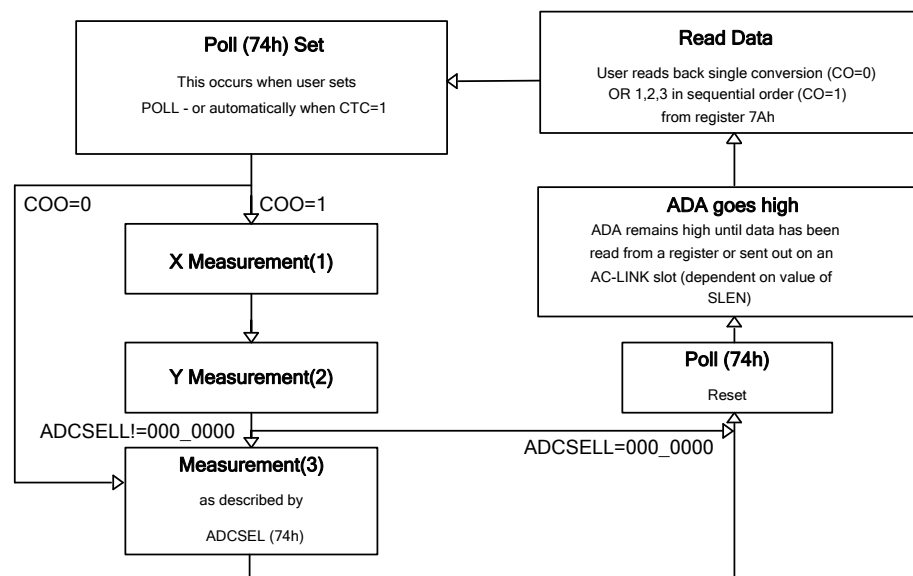 Poll (74h) Set
This occurs when user sets
POLL - or automatically when CTC=1
Read Data
User reads back single conversion (CO=0)
OR 1,2,3 in sequential order (CO=1)
from register 7Ah
COO=0
COO=1
ADA goes high
ADA remains high until data has been
read from a register or sent out on an
AC-LINK slot (dependent on value of
SLEN)
X Measurement(1)
Y Measurement(2)
Poll (74h)
Reset
ADCSELL!=000_0000
ADCSELL=000_0000
Measurement(3)
as described by
ADCSEL (74h)